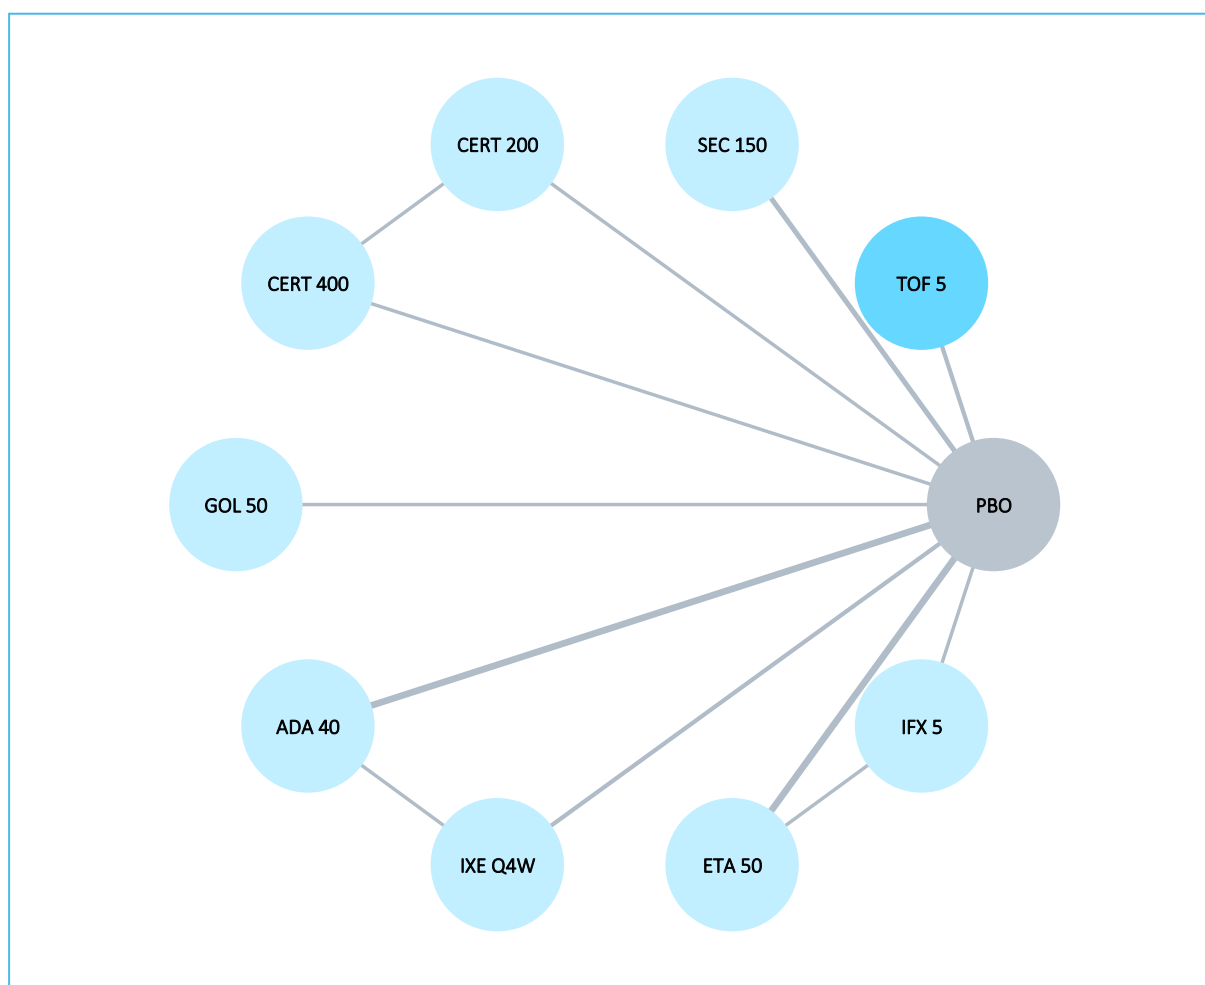 CERT 200
SEC 150
CERT 400
TOF 5
GOL 50
PBO
ADA 40
IFX 5
IXE Q4W
ETA 50